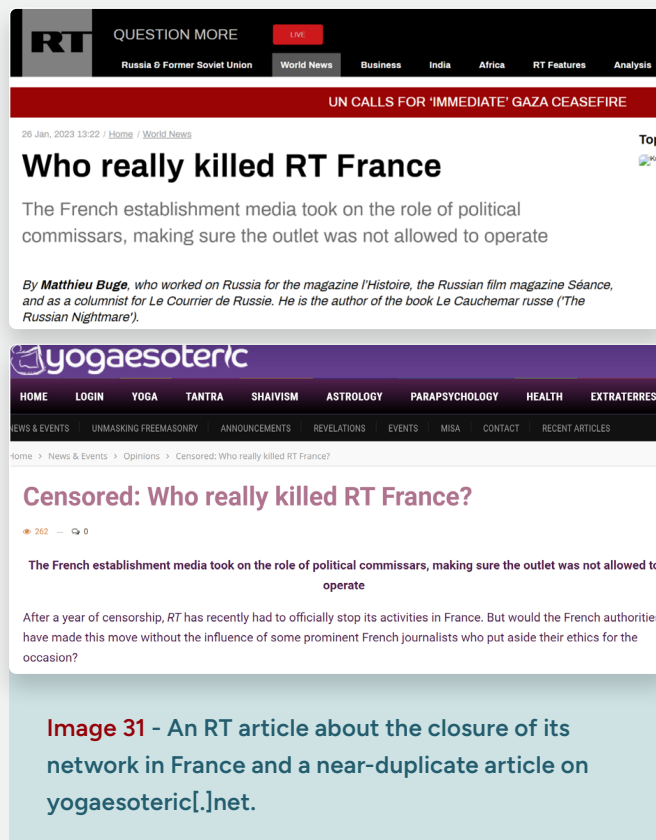 RT
QUESTION MORE
LIVE
Russia & Former Soviet Union World News Business India Africa RT Features Analysis
UN CALLS FOR ‘IMMEDIATE’ GAZA CEASEFIRE
26 Jan, 2023 13:22 / Home / World News
Who really killed RT France
The French establishment media took on the role of political
commissars, making sure the outlet was not allowed to operate
By Matthieu Buge, who worked on Russia for the magazine l’Histoire, the Russian film magazine Séance,
and as a columnist for Le Courrier de Russie. He is the author of the book Le Cauchemar russe ('The
Russian Nightmare').
yogaesoteric
HOME LOGIN YOGA TANTRA SHAIVISM ASTROLOGY PARAPSYCHOLOGY HEALTH EXTRATERRES
NEWS & EVENTS UNMASKING FREEMASONRY ANNOUNCEMENTS REVELATIONS EVENTS MISA CONTACT RECENT ARTICLES
Home > News & Events > Opinions > Censored: Who really killed RT France?
Censored: Who really killed RT France?
262 — 0
The French establishment media took on the role of political commissars, making sure the outlet was not allowed to
operate
After a year of censorship, RT has recently had to officially stop its activities in France. But would the French authorities
have made this move without the influence of some prominent French journalists who put aside their ethics for the
occasion?
Image 31 - An RT article about the closure of its
network in France and a near-duplicate article on
yogaesoteric[.]net.